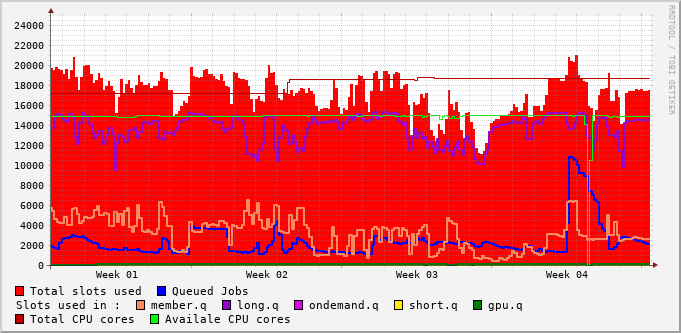 RRDTOOL / TOBI OETIKER
24000
22000
20000
18000
16000
14000
12000
10000
8000
6000
4000
2000
0
Week 01 Week 02 Week 03 Week 04
Total slots used Queued Jobs
Slots used in : member.q long.q ondemand.q short.q gpu.q
Total CPU cores Availale CPU cores